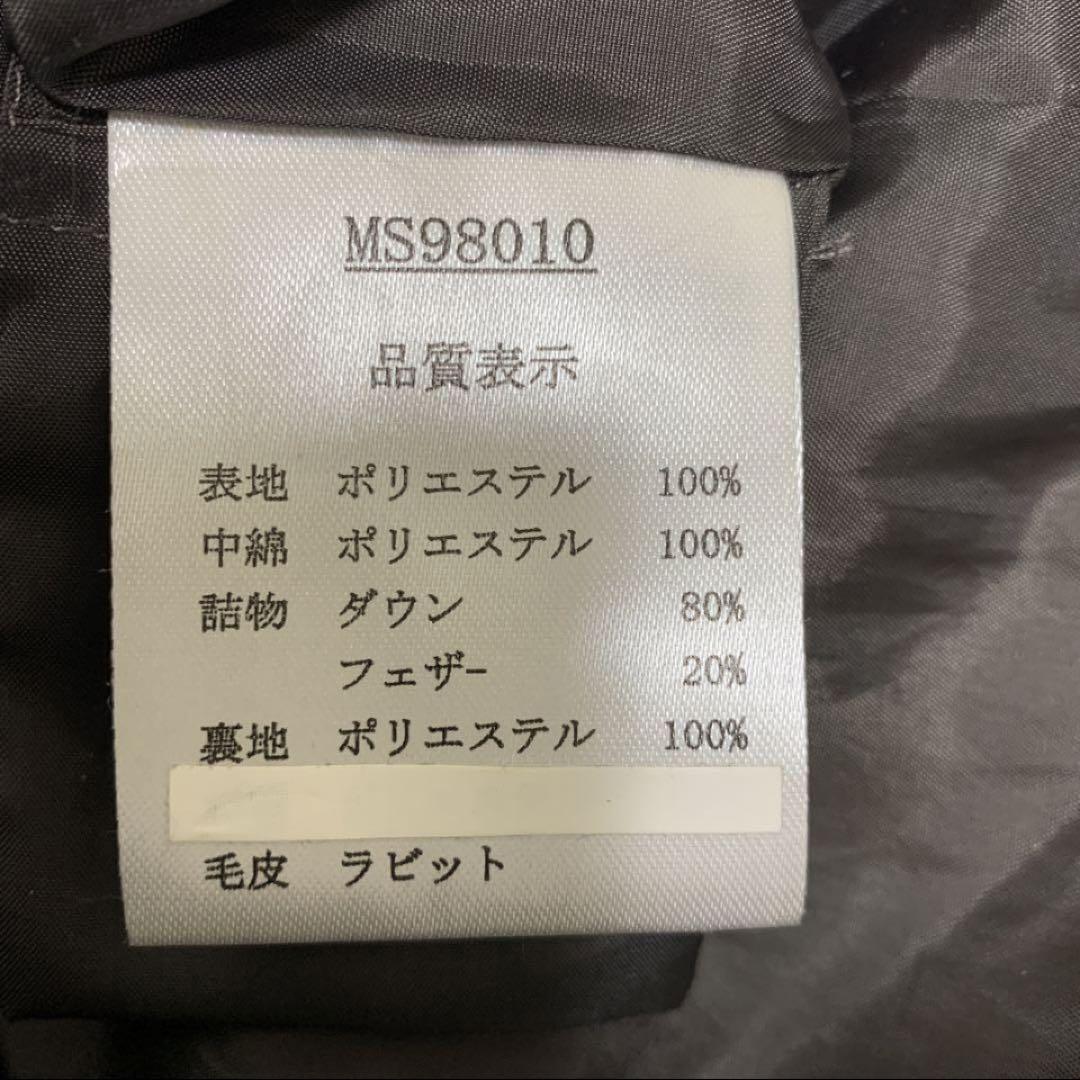 MS98010
品質表示
表地 ポリエステル 100%
中綿 ポリエステル 100%
詰物 ダウン 80%
フェザー 20%
裏地 ポリエステル 100%
毛皮 ラビット